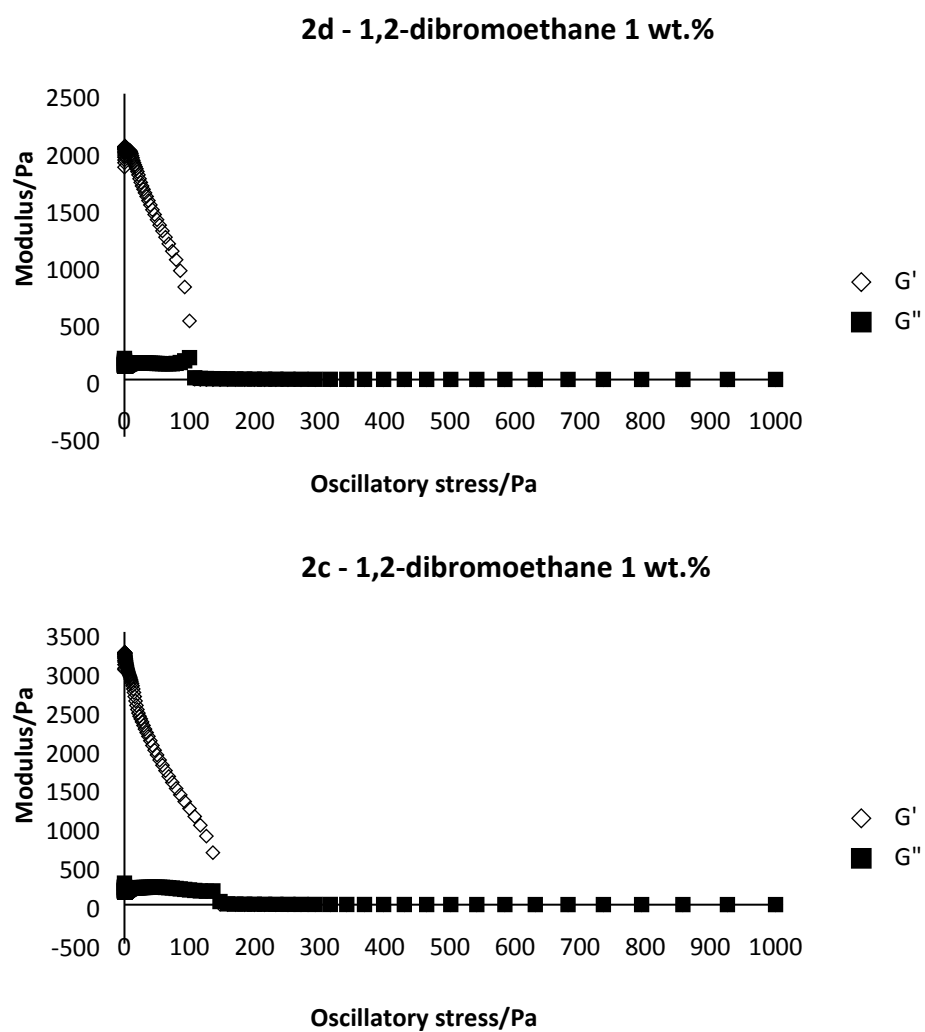 2d - 1,2-dibromoethane 1 wt.%
2500
2000
1500
1000
500
0
-500
Modulus/Pa
0 100 200 300 400 500 600 700 800 900 1000
Oscillatory stress/Pa
G'
G"
2c - 1,2-dibromoethane 1 wt.%
3500
3000
2500
2000
1500
1000
500
0
-500
Modulus/Pa
0 100 200 300 400 500 600 700 800 900 1000
Oscillatory stress/Pa
G'
G"